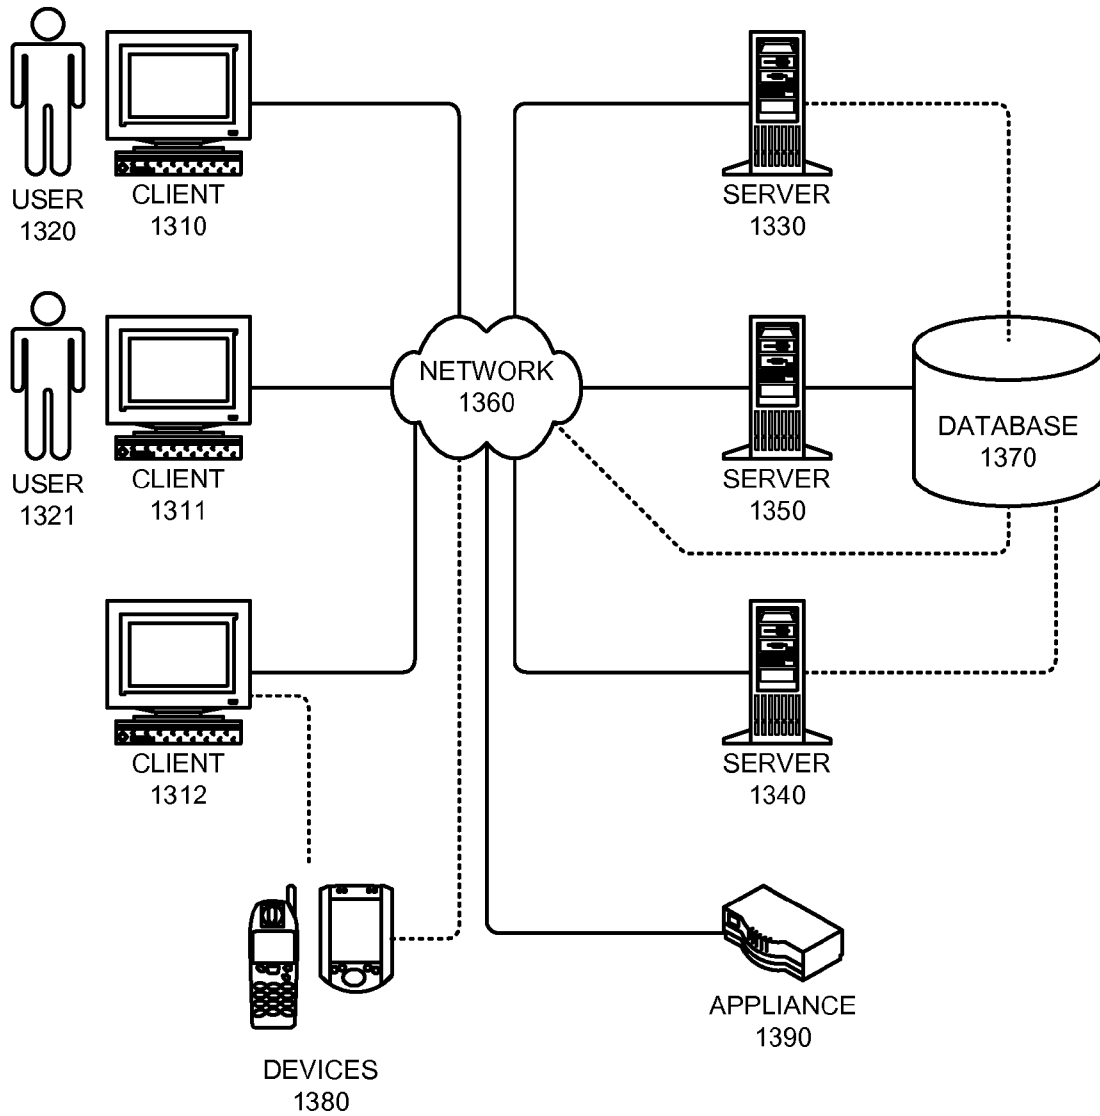 USER
1320
CLIENT
1310
SERVER
1330
NETWORK
1360
DATABASE
1370
USER
1321
CLIENT
1311
SERVER
1350
CLIENT
1312
SERVER
1340
APPLIANCE
1390
DEVICES
1380